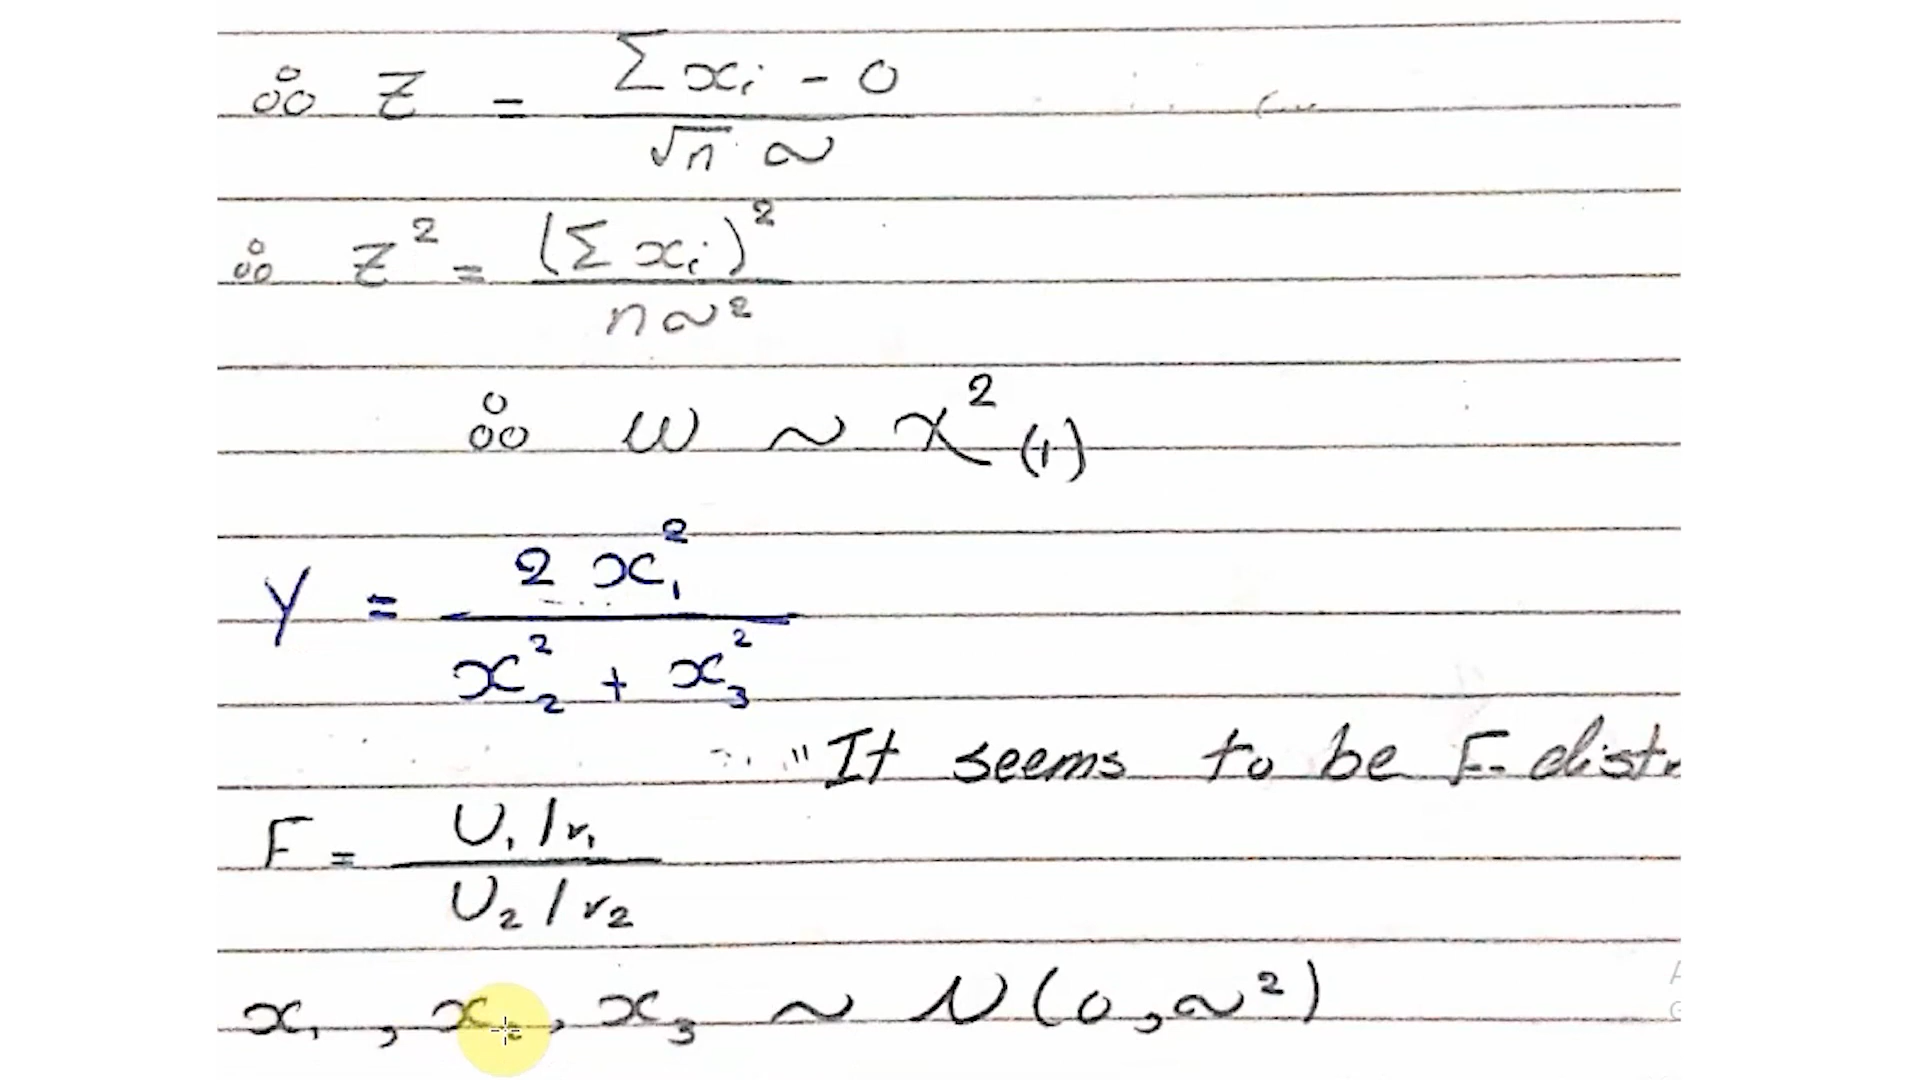 ∴ Z = (Σxᵢ - 0) / (√n σ)
∴ Z² = (Σxᵢ)² / (nσ²)
∴ W ~ χ²(1)
Y = 2x₁² / (x₂² + x₃²)
"It seems to be F-dist
F = (U₁/r₁) / (U₂/r₂)
x₁, x₂, x₃ ~ N(0, σ²)